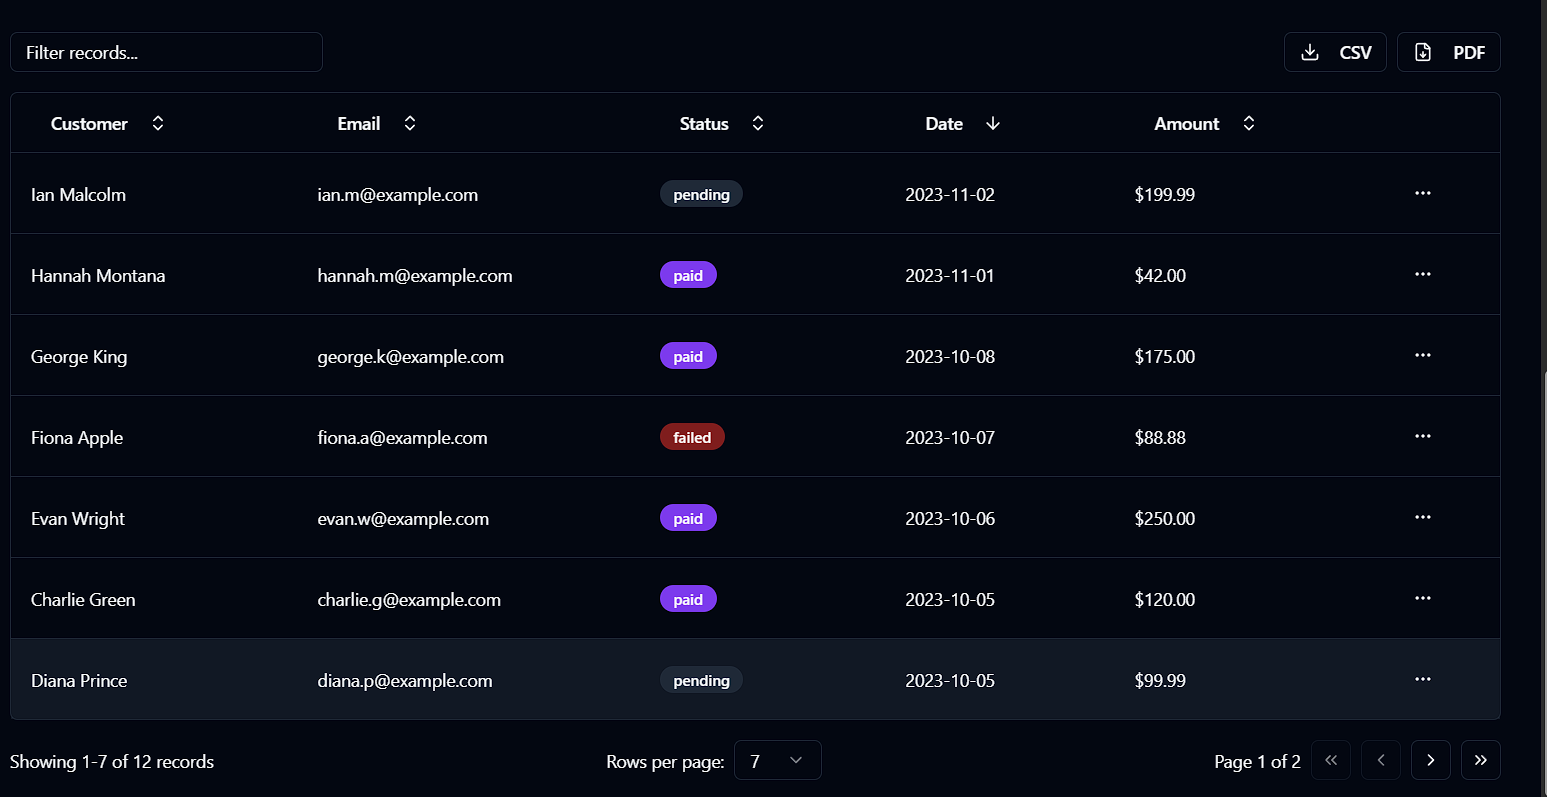 Filter records... CSV PDF
Customer Email Status Date Amount
Ian Malcolm ian.m@example.com pending 2023-11-02 $199.99
Hannah Montana hannah.m@example.com paid 2023-11-01 $42.00
George King george.k@example.com paid 2023-10-08 $175.00
Fiona Apple fiona.a@example.com failed 2023-10-07 $88.88
Evan Wright evan.w@example.com paid 2023-10-06 $250.00
Charlie Green charlie.g@example.com paid 2023-10-05 $120.00
Diana Prince diana.p@example.com pending 2023-10-05 $99.99
Showing 1-7 of 12 records Rows per page: 7 Page 1 of 2